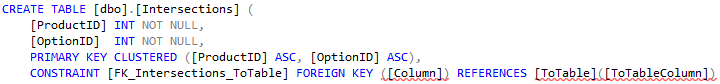 CREATE TABLE [dbo].[Intersections] (
[ProductID] INT NOT NULL,
[OptionID] INT NOT NULL,
PRIMARY KEY CLUSTERED ([ProductID] ASC, [OptionID] ASC),
CONSTRAINT [FK_Intersections_ToTable] FOREIGN KEY ([Column]) REFERENCES [ToTable]([ToTableColumn])